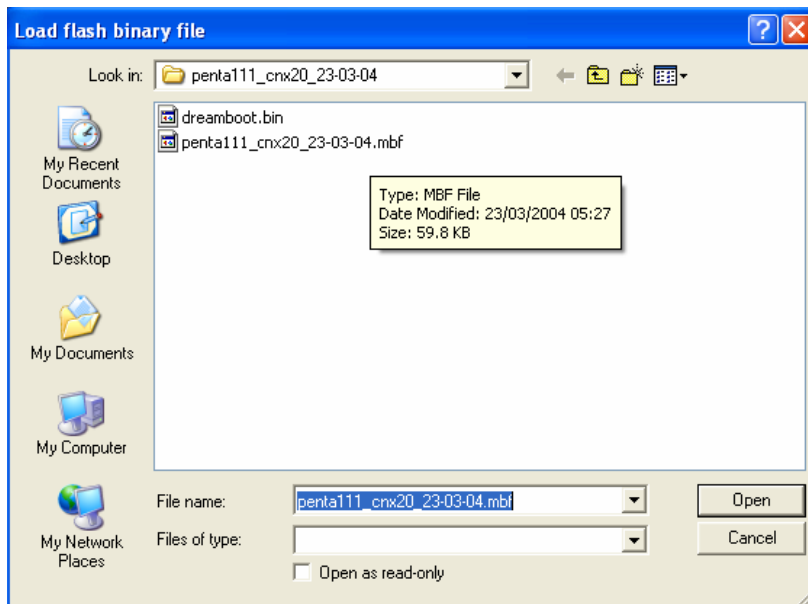 Load flash binary file
Look in:
penta111_cnx20_23-03-04
dreamboot.bin
penta111_cnx20_23-03-04.mbf
Type: MBF File
Date Modified: 23/03/2004 05:27
Size: 59.8 KB
My Recent
Documents
Desktop
My Documents
My Computer
My Network
Places
File name:
penta111_cnx20_23-03-04.mbf
Open
Files of type:
Cancel
Open as read-only